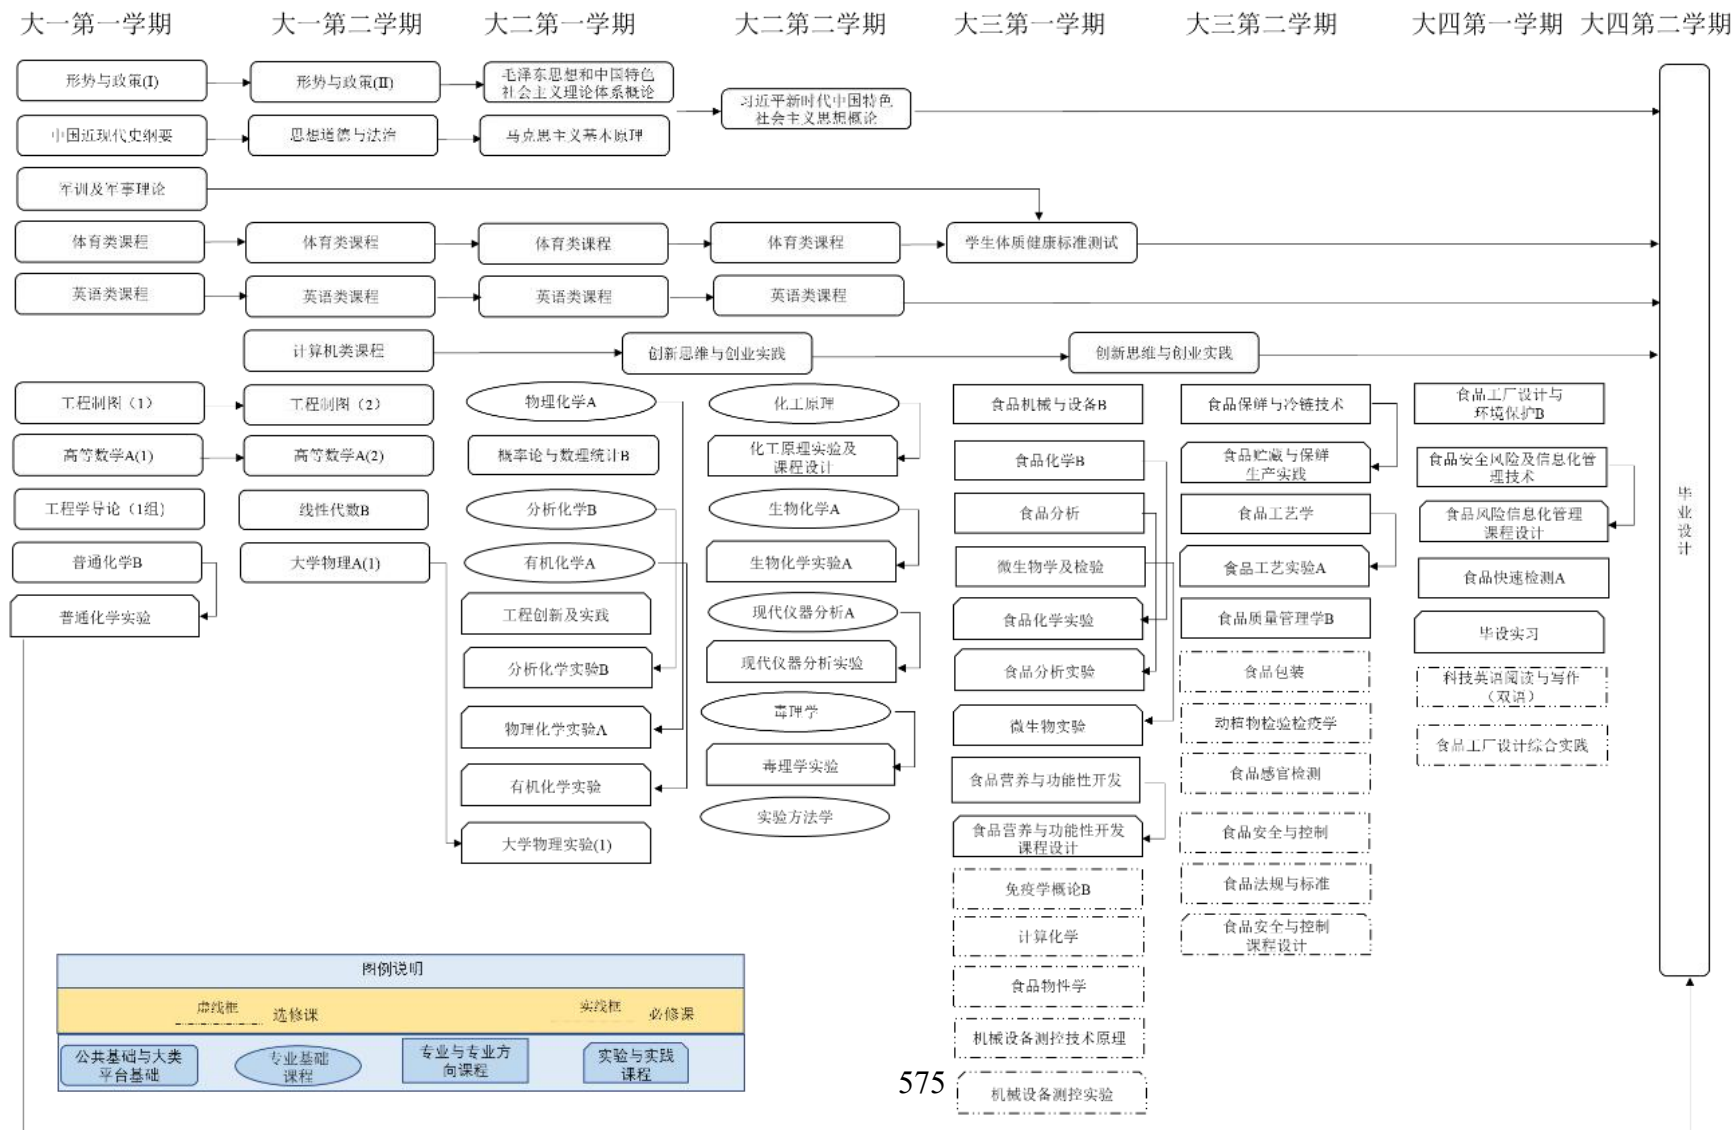 大一第一学期
大一第二学期
大二第一学期
大二第二学期
大三第一学期
大三第二学期
大四第一学期
大四第二学期
形势与政策(I)
形势与政策(II)
毛泽东思想和中国特色
社会主义理论体系概论
习近平新时代中国特色
社会主义思想概论
中国近现代史纲要
思想道德与法治
马克思主义基本原理
军训及军事理论
体育类课程
体育类课程
体育类课程
体育类课程
学生体质健康标准测试
英语类课程
英语类课程
英语类课程
英语类课程
计算机类课程
创新思维与创业实践
创新思维与创业实践
工程制图（1）
高等数学A(1)
工程学导论（1组）
普通化学B
普通化学实验
工程制图（2）
高等数学A(2)
线性代数B
大学物理A(1)
物理化学A
概率论与数理统计B
分析化学B
有机化学A
工程创新及实践
分析化学实验B
物理化学实验A
有机化学实验
大学物理实验(1)
化工原理
化工原理实验及
课程设计
生物化学A
生物化学实验A
现代仪器分析A
现代仪器分析实验
毒理学
毒理学实验
实验方法学
食品机械与设备B
食品化学B
食品分析
微生物学及检验
食品化学实验
食品分析实验
微生物实验
食品营养与功能性开发
食品营养与功能性开发
课程设计
免疫学概论B
计算化学
食品物性学
机械设备测控技术原理
机械设备测控实验
食品保鲜与冷链技术
食品贮藏与保鲜
生产实践
食品工艺学
食品工艺实验A
食品质量管理学B
食品包装
动植物检验检疫学
食品感官检测
食品安全与控制
食品法规与标准
食品安全与控制
课程设计
食品工厂设计与
环境保护B
食品安全风险及信息化管
理技术
食品风险信息化管理
课程设计
食品快速检测A
毕设实习
科技英语阅读与写作
（双语）
食品工厂设计综合实践
毕业设计
图例说明
虚线框 选修课
实线框 必修课
公共基础与大类
平台基础
专业基础
课程
专业与专业方
向课程
实验与实践
课程
575